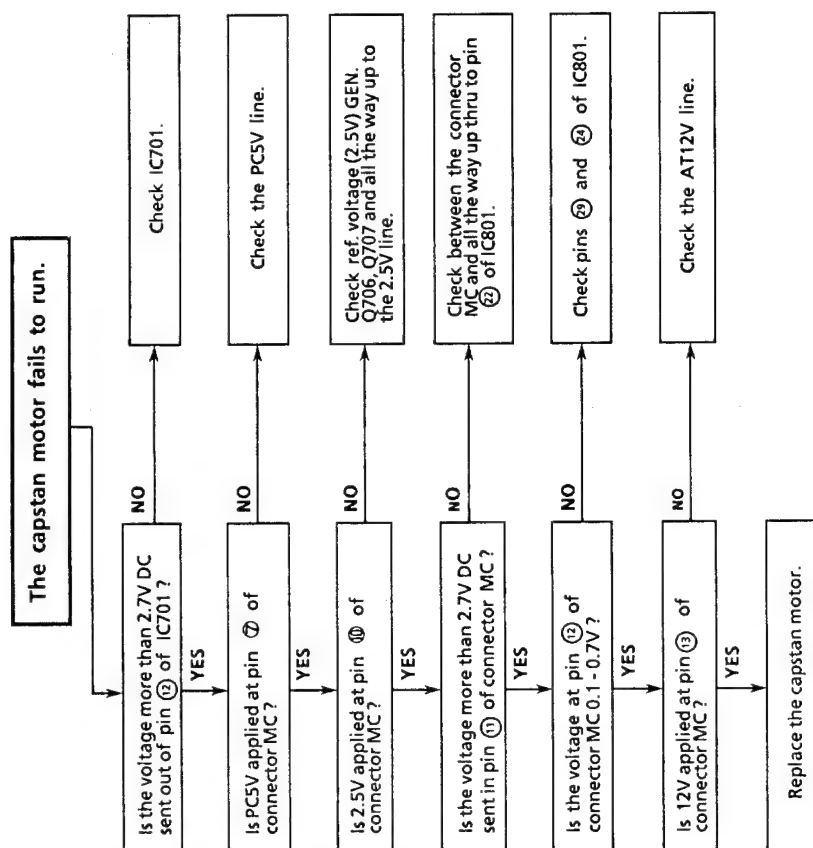 The capstan motor fails to run.
Is the voltage more than 2.7V DC
sent out of pin ⑫ of IC701 ?
NO
Check IC701.
YES
Is PC5V applied at pin ⑦ of
connector MC ?
NO
Check the PC5V line.
YES
Is 2.5V applied at pin ⑩ of
connector MC ?
NO
Check ref. voltage (2.5V) GEN.
Q706, Q707 and all the way up to
the 2.5V line.
YES
Is the voltage more than 2.7V DC
sent in pin ⑪ of connector MC ?
NO
Check between the connector
MC and all the way up thru to pin
㉒ of IC801.
YES
Is the voltage at pin ⑫ of
connector MC 0.1 - 0.7V ?
NO
Check pins ㉙ and ㉔ of IC801.
YES
Is 12V applied at pin ⑬ of
connector MC ?
NO
Check the AT12V line.
YES
Replace the capstan motor.